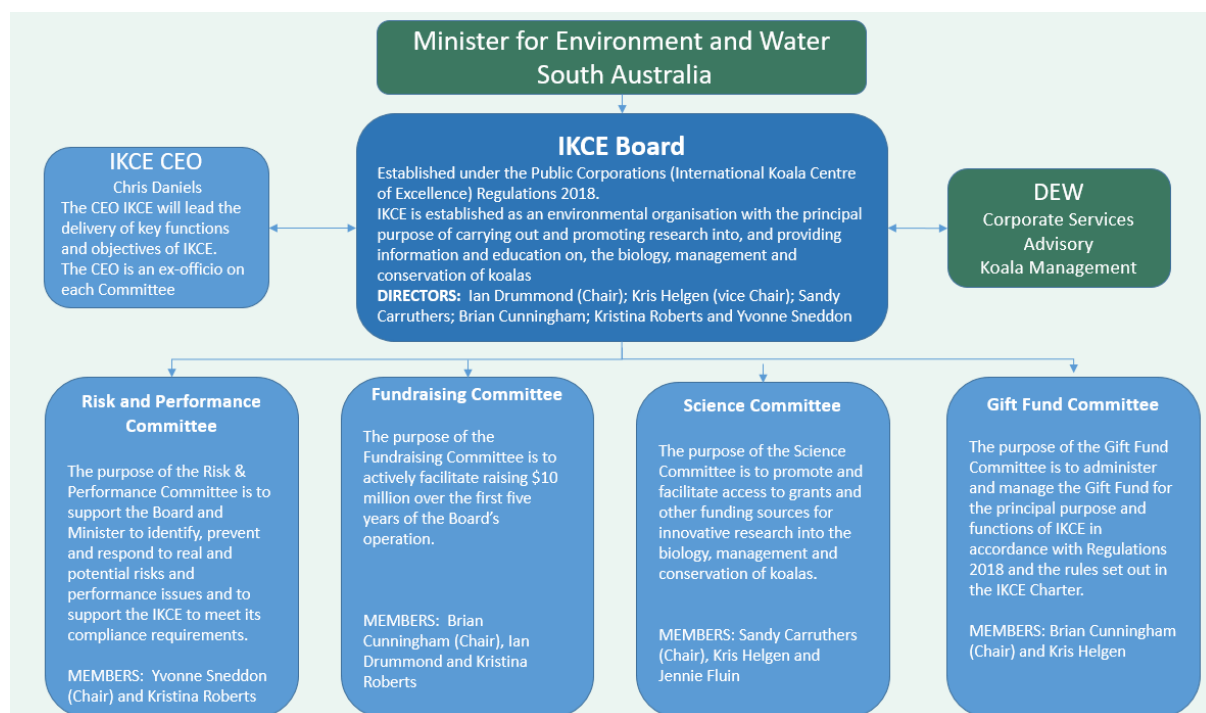 Minister for Environment and Water
South Australia
IKCE CEO
Chris Daniels
The CEO IKCE will lead the
delivery of key functions
and objectives of IKCE.
The CEO is an ex-officio on
each Committee
IKCE Board
Established under the Public Corporations (International Koala Centre
of Excellence) Regulations 2018.
IKCE is established as an environmental organisation with the principal
purpose of carrying out and promoting research into, and providing
information and education on, the biology, management and
conservation of koalas
DIRECTORS: Ian Drummond (Chair); Kris Helgen (vice Chair); Sandy
Carruthers; Brian Cunningham; Kristina Roberts and Yvonne Sneddon
DEW
Corporate Services
Advisory
Koala Management
Risk and Performance
Committee
The purpose of the Risk &
Performance Committee is to
support the Board and
Minister to identify, prevent
and respond to real and
potential risks and
performance issues and to
support the IKCE to meet its
compliance requirements.
MEMBERS: Yvonne Sneddon
(Chair) and Kristina Roberts
Fundraising Committee
The purpose of the
Fundraising Committee is to
actively facilitate raising $10
million over the first five
years of the Board's
operation.
MEMBERS: Brian
Cunningham (Chair), Ian
Drummond and Kristina
Roberts
Science Committee
The purpose of the Science
Committee is to promote and
facilitate access to grants and
other funding sources for
innovative research into the
biology, management and
conservation of koalas.
MEMBERS: Sandy Carruthers
(Chair), Kris Helgen and
Jennie Fluin
Gift Fund Committee
The purpose of the Gift Fund
Committee is to administer
and manage the Gift Fund for
the principal purpose and
functions of IKCE in
accordance with Regulations
2018 and the rules set out in
the IKCE Charter.
MEMBERS: Brian Cunningham
(Chair) and Kris Helgen